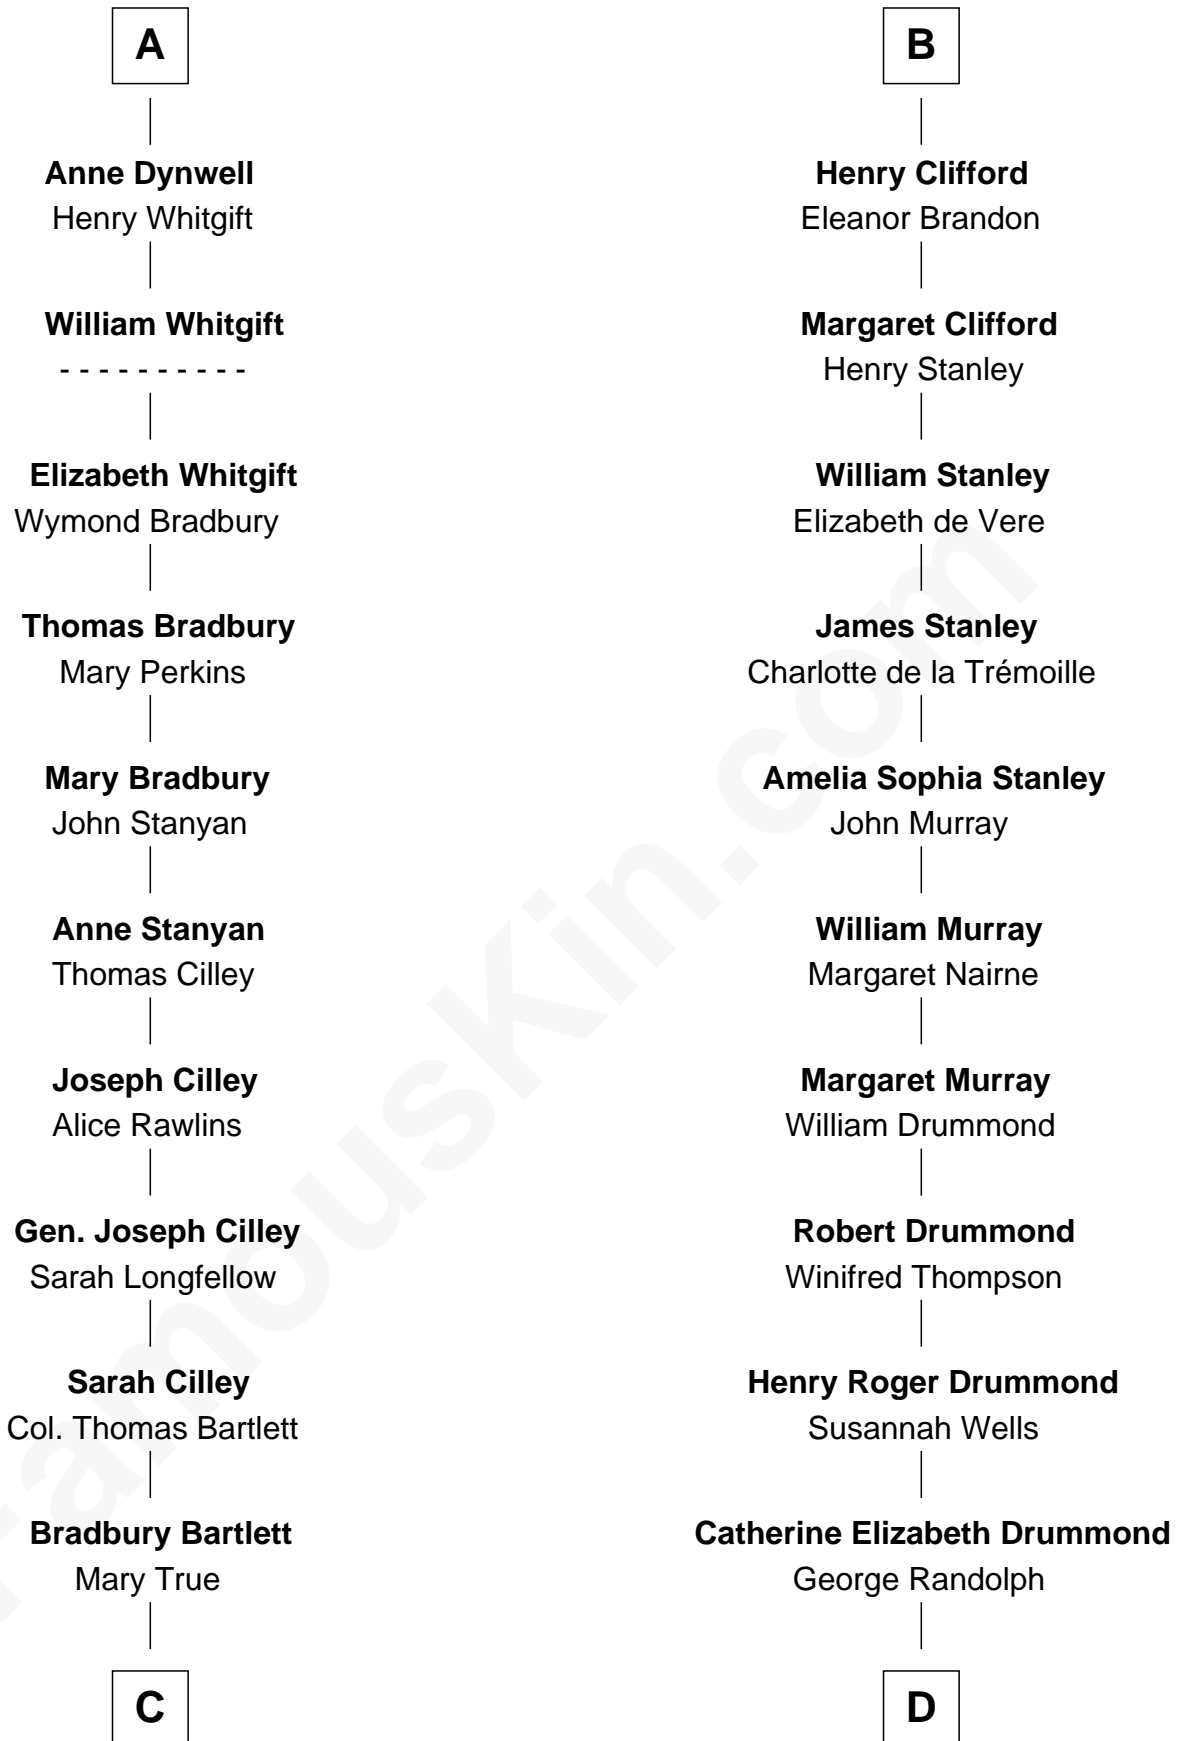 A
Anne Dynwell
Henry Whitgift
William Whitgift
- - - - - - - - - -
Elizabeth Whitgift
Wymond Bradbury
Thomas Bradbury
Mary Perkins
Mary Bradbury
John Stanyan
Anne Stanyan
Thomas Cilley
Joseph Cilley
Alice Rawlins
Gen. Joseph Cilley
Sarah Longfellow
Sarah Cilley
Col. Thomas Bartlett
Bradbury Bartlett
Mary True
C
B
Henry Clifford
Eleanor Brandon
Margaret Clifford
Henry Stanley
William Stanley
Elizabeth de Vere
James Stanley
Charlotte de la Trémoille
Amelia Sophia Stanley
John Murray
William Murray
Margaret Nairne
Margaret Murray
William Drummond
Robert Drummond
Winifred Thompson
Henry Roger Drummond
Susannah Wells
Catherine Elizabeth Drummond
George Randolph
D
FamousKin.com